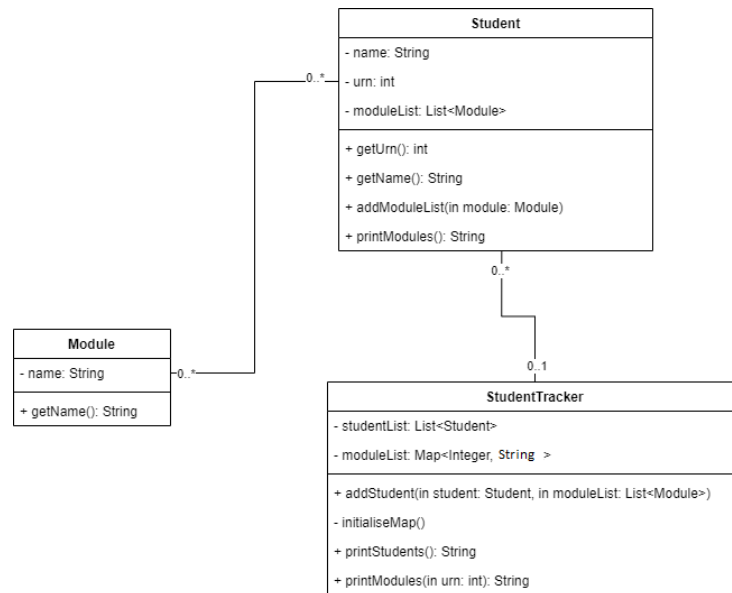 Student
- name: String
- urn: int
- moduleList: List<Module>
+ getUrn(): int
+ getName(): String
+ addModuleList(in module: Module)
+ printModules(): String
0..*
0..*
Module
- name: String
+ getName(): String
0..*
0..1
StudentTracker
- studentList: List<Student>
- moduleList: Map<Integer, String >
+ addStudent(in student: Student, in moduleList: List<Module>)
- initialiseMap()
+ printStudents(): String
+ printModules(in urn: int): String